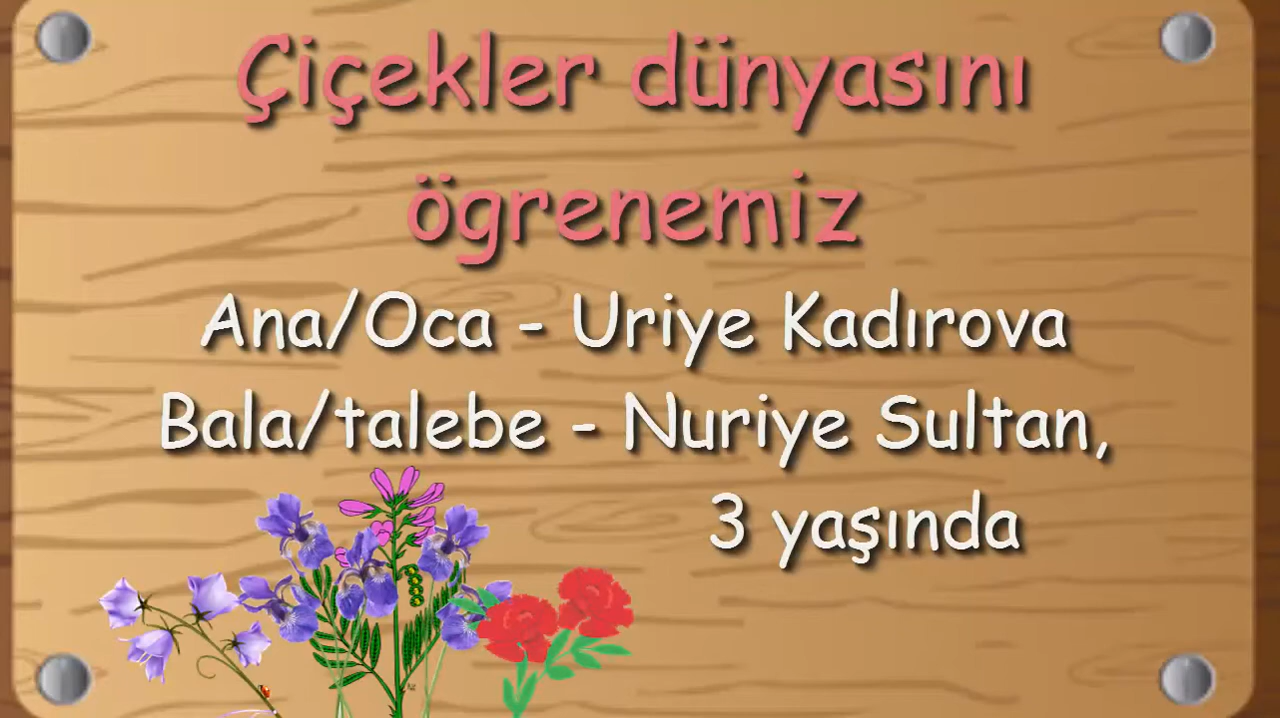 Çiçekler dünyasını
ögrenemiz
Ana/Oca - Uriye Kadırova
Bala/talebe - Nuriye Sultan,
3 yaşında